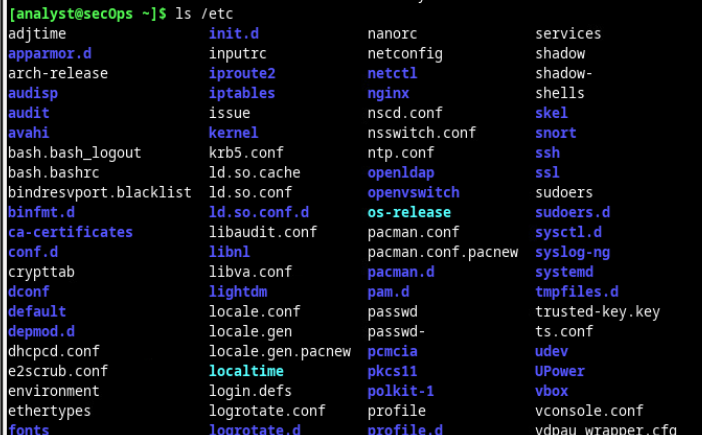 [analyst@secOps ~]$ ls /etc
adjtime init.d nanorc services
apparmor.d inputrc netconfig shadow
arch-release iproute2 netctl shadow-
audisp iptables nginx shells
audit issue nscd.conf skel
avahi kernel nsswitch.conf snort
bash.bash_logout krb5.conf ntp.conf ssh
bash.bashrc ld.so.cache openldap ssl
bindresvport.blacklist ld.so.conf openvswitch sudoers
binfmt.d ld.so.conf.d os-release sudoers.d
ca-certificates libaudit.conf pacman.conf sysctl.d
conf.d libnl pacman.conf.pacnew syslog-ng
crypttab libva.conf pacman.d systemd
dconf lightdm pam.d tmpfiles.d
default locale.conf passwd trusted-key.key
depmod.d locale.gen passwd- ts.conf
dhcpcd.conf locale.gen.pacnew pcmcia udev
e2scrub.conf localtime pkcs11 UPower
environment login.defs polkit-1 vbox
ethertypes logrotate.conf profile vconsole.conf
fonts logrotate.d profile.d vdpau_wrapper.cfg